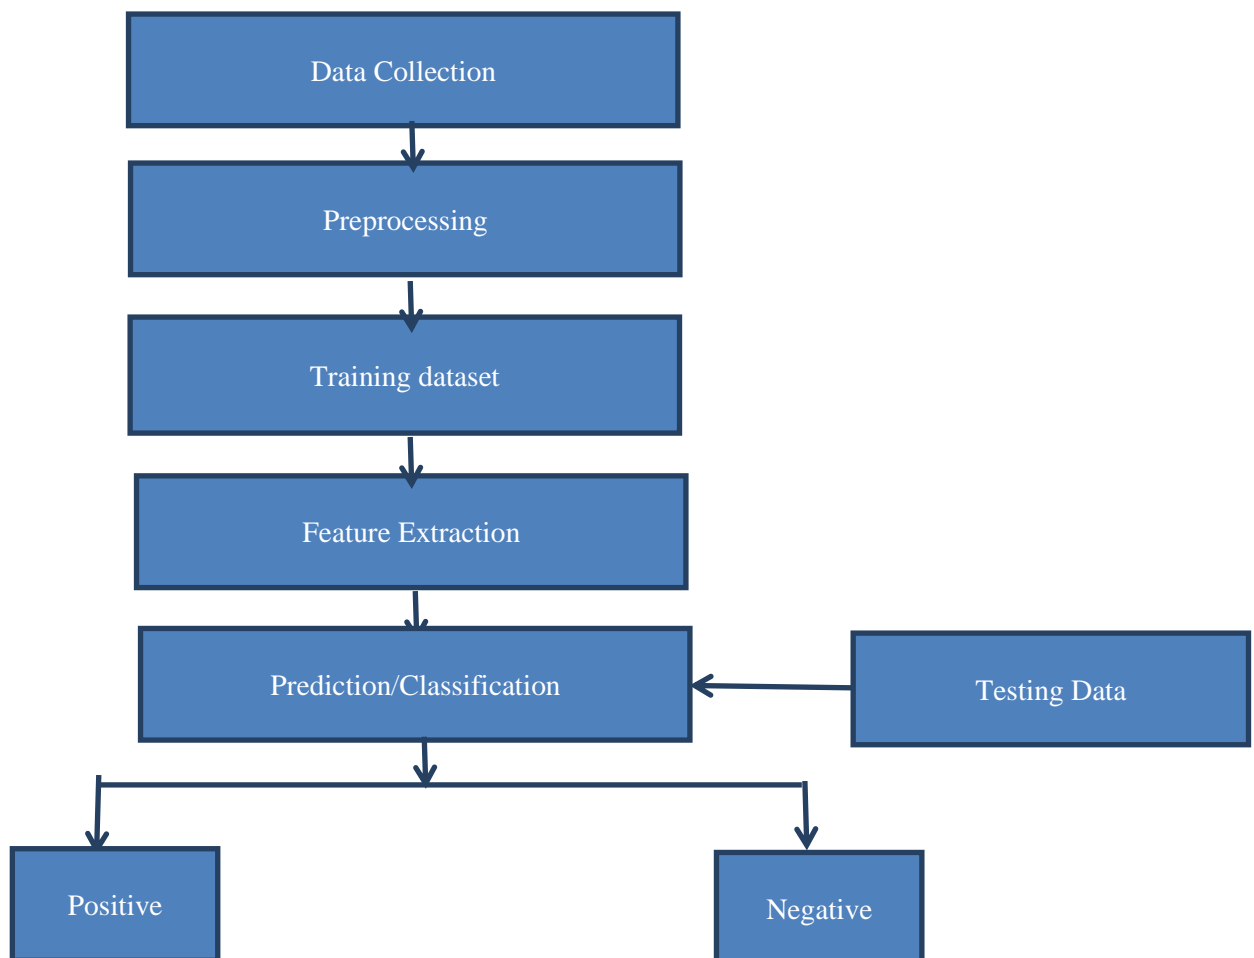 Data Collection
Preprocessing
Training dataset
Feature Extraction
Prediction/Classification
Testing Data
Positive
Negative